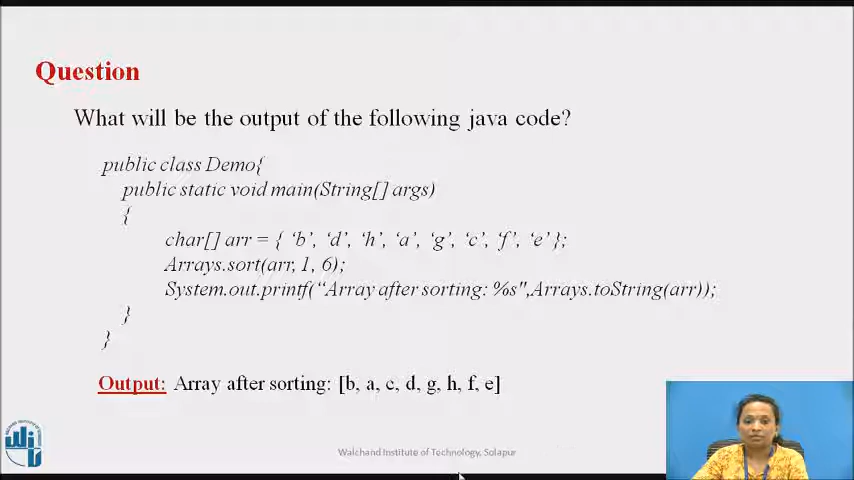 Question
What will be the output of the following java code?
public class Demo{
public static void main(String[] args)
{
char[] arr = { ‘b’, ‘d’, ‘h’, ‘a’, ‘g’, ‘c’, ‘f’, ‘e’ };
Arrays.sort(arr, 1, 6);
System.out.printf(“Array after sorting: %s",Arrays.toString(arr));
}
}
Output: Array after sorting: [b, a, c, d, g, h, f, e]
Walchand Institute of Technology, Solapur